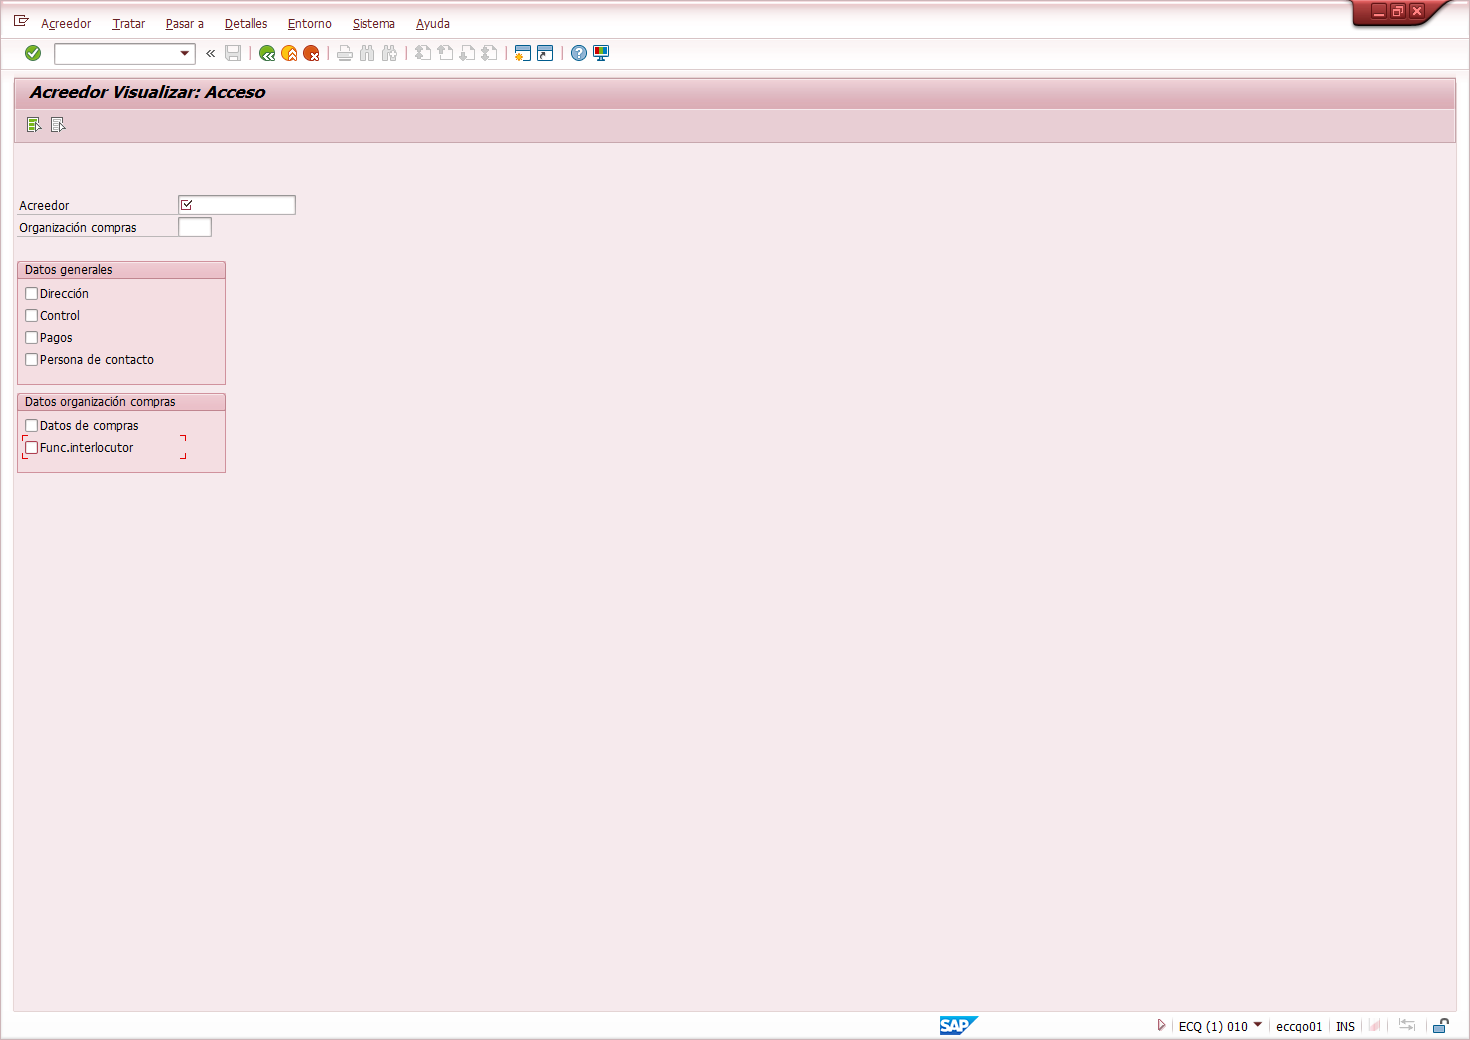 Acreedor Tratar Pasar a Detalles Entorno Sistema Ayuda
Acreedor Visualizar: Acceso
Acreedor
Organización compras
Datos generales
Dirección
Control
Pagos
Persona de contacto
Datos organización compras
Datos de compras
Func.interlocutor
SAP ECQ (1) 010 eccqo01 INS